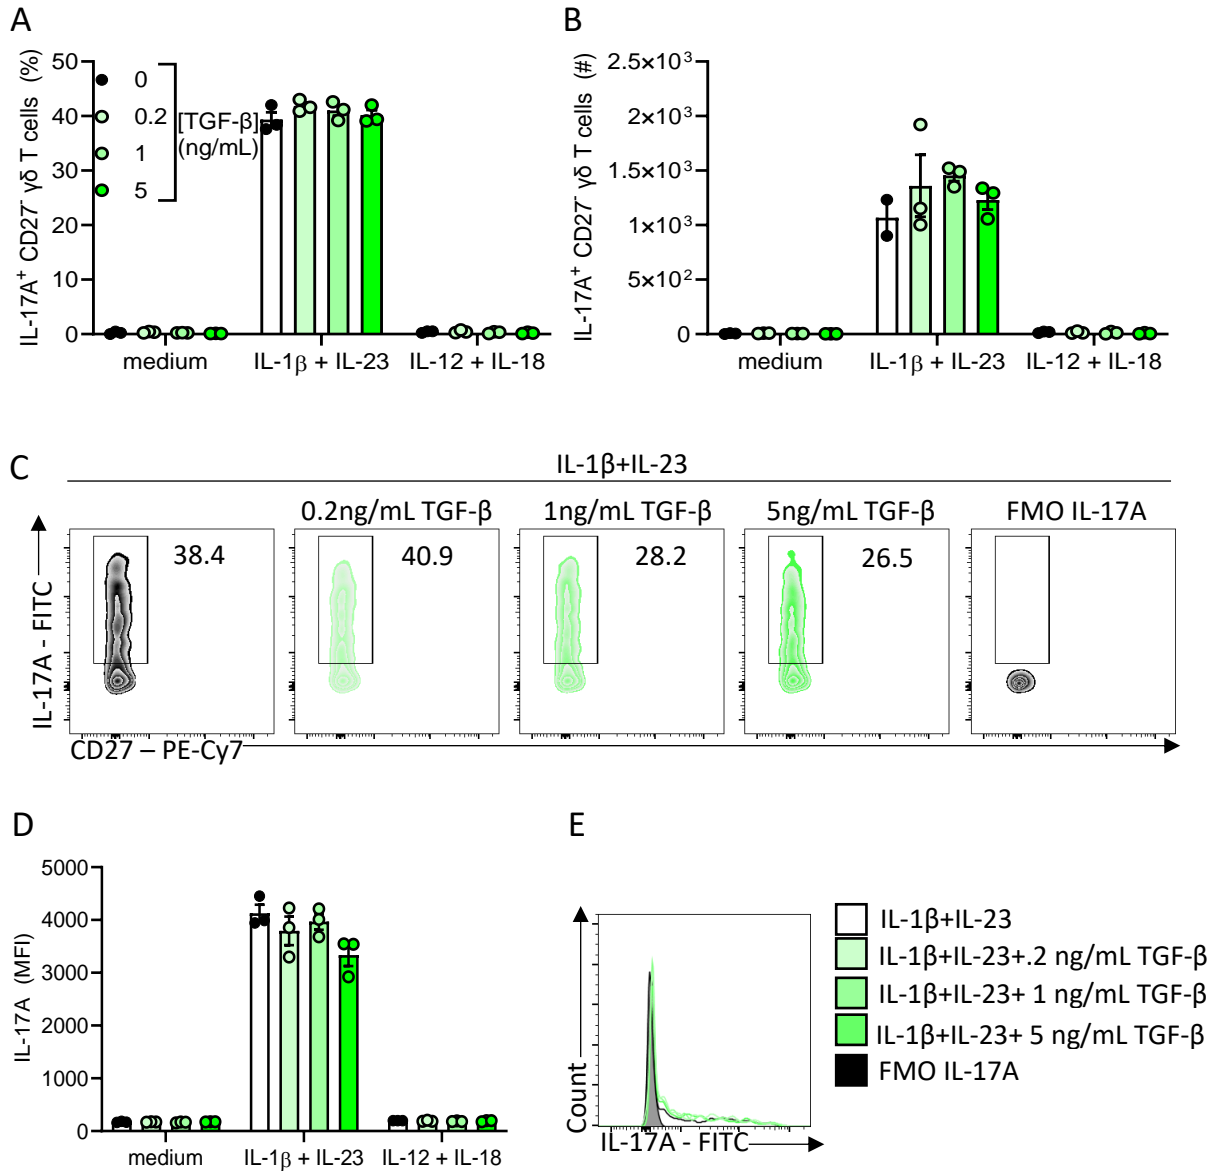 A
IL-17A⁺ CD27⁻ γδ T cells (%)
50
40
30
20
10
0
0
0.2
1
5
[TGF-β]
(ng/mL)
medium
IL-1β + IL-23
IL-12 + IL-18
B
IL-17A⁺ CD27⁻ γδ T cells (#)
2.5×10³
2×10³
1.5×10³
1×10³
5×10²
0
medium
IL-1β + IL-23
IL-12 + IL-18
C
IL-1β+IL-23
0.2ng/mL TGF-β
1ng/mL TGF-β
5ng/mL TGF-β
FMO IL-17A
38.4
40.9
28.2
26.5
IL-17A - FITC
CD27 – PE-Cy7
D
IL-17A (MFI)
5000
4000
3000
2000
1000
0
medium
IL-1β + IL-23
IL-12 + IL-18
E
Count
IL-17A - FITC
IL-1β+IL-23
IL-1β+IL-23+.2 ng/mL TGF-β
IL-1β+IL-23+ 1 ng/mL TGF-β
IL-1β+IL-23+ 5 ng/mL TGF-β
FMO IL-17A